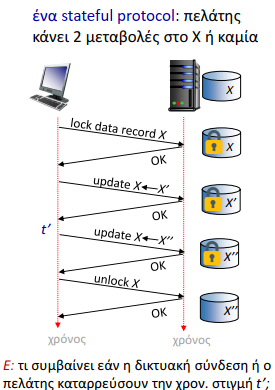 ένα stateful protocol: πελάτης
κάνει 2 μεταβολές στο X ή καμία
X
lock data record X
X
OK
update X X′
X′
OK
t′
update X X′′
X′′
OK
unlock X
X′′
OK
χρόνος χρόνος
Ε: τι συμβαίνει εάν η δικτυακή σύνδεση ή ο
πελάτης καταρρεύσουν την χρον. στιγμή t′;